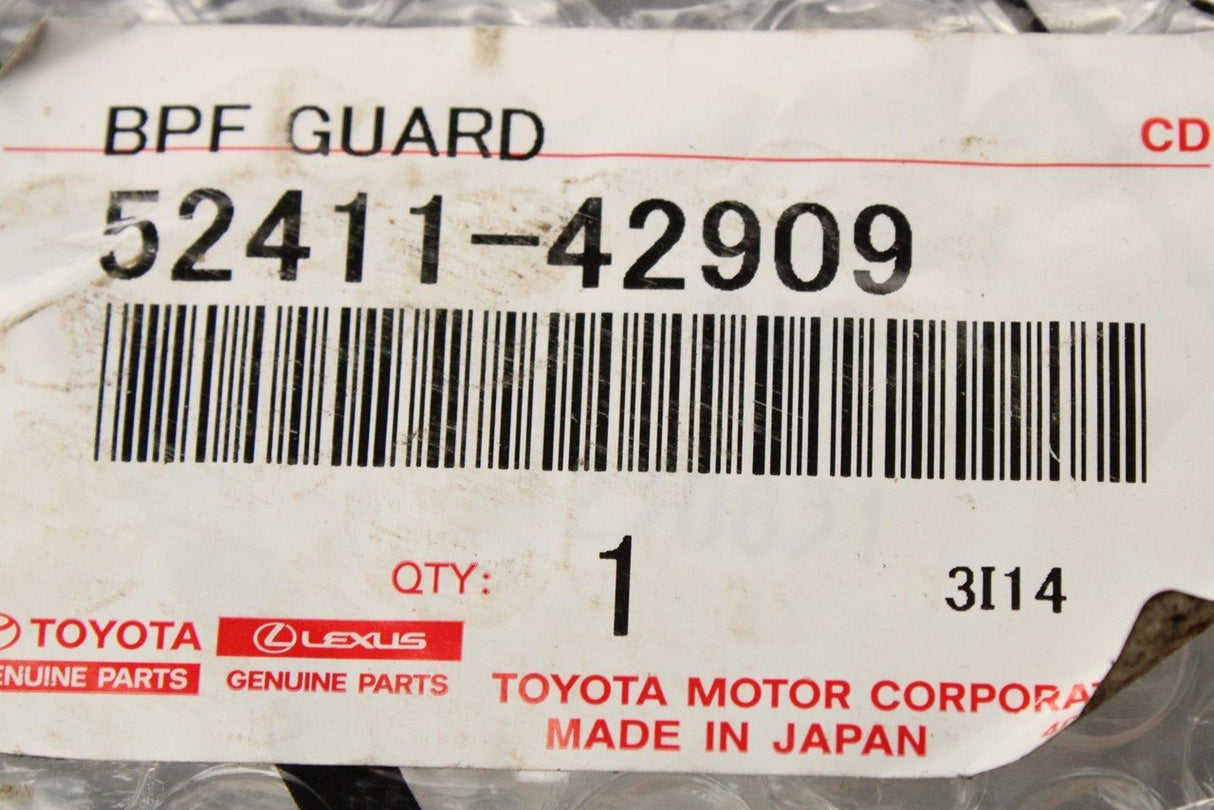 BPF GUARD
CD
52411-42909
QTY: 1 3I14
TOYOTA LEXUS
GENUINE PARTS GENUINE PARTS
TOYOTA MOTOR CORPORA
MADE IN JAPAN